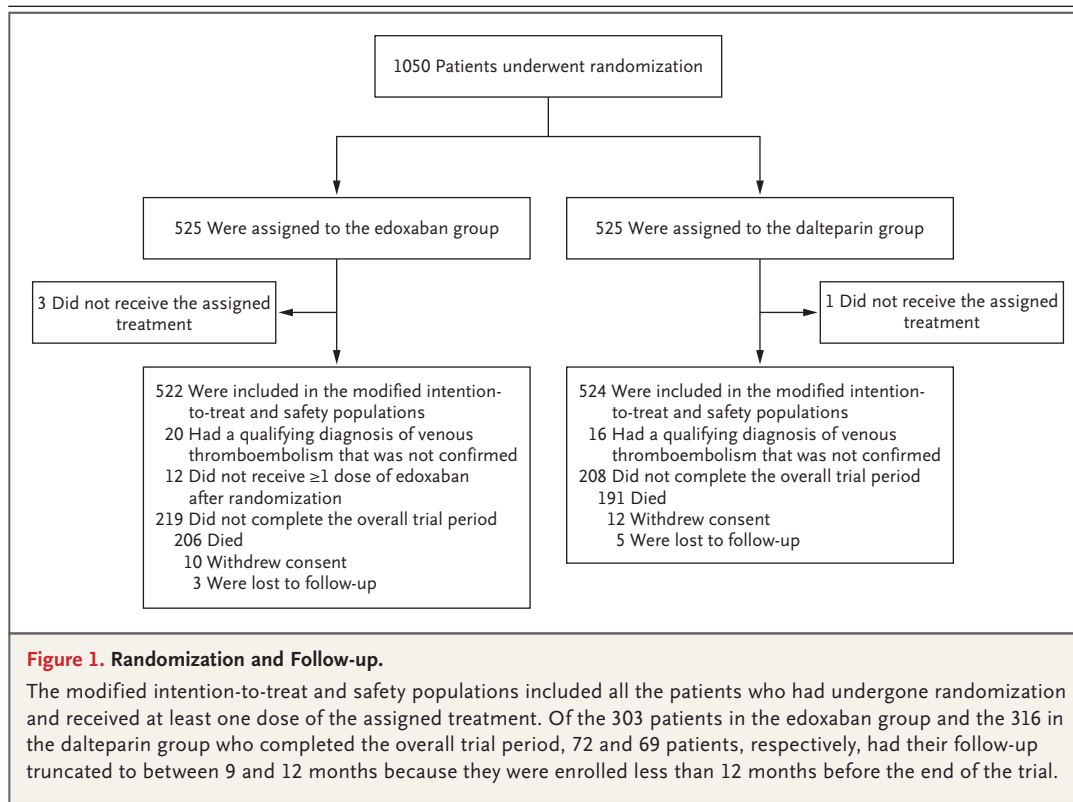 1050 Patients underwent randomization
525 Were assigned to the edoxaban group
525 Were assigned to the dalteparin group
3 Did not receive the assigned
treatment
1 Did not receive the assigned
treatment
522 Were included in the modified intention-
to-treat and safety populations
20 Had a qualifying diagnosis of venous
thromboembolism that was not confirmed
12 Did not receive ≥1 dose of edoxaban
after randomization
219 Did not complete the overall trial period
206 Died
10 Withdrew consent
3 Were lost to follow-up
524 Were included in the modified intention-
to-treat and safety populations
16 Had a qualifying diagnosis of venous
thromboembolism that was not confirmed
208 Did not complete the overall trial period
191 Died
12 Withdrew consent
5 Were lost to follow-up
Figure 1. Randomization and Follow-up.
The modified intention-to-treat and safety populations included all the patients who had undergone randomization
and received at least one dose of the assigned treatment. Of the 303 patients in the edoxaban group and the 316 in
the dalteparin group who completed the overall trial period, 72 and 69 patients, respectively, had their follow-up
truncated to between 9 and 12 months because they were enrolled less than 12 months before the end of the trial.